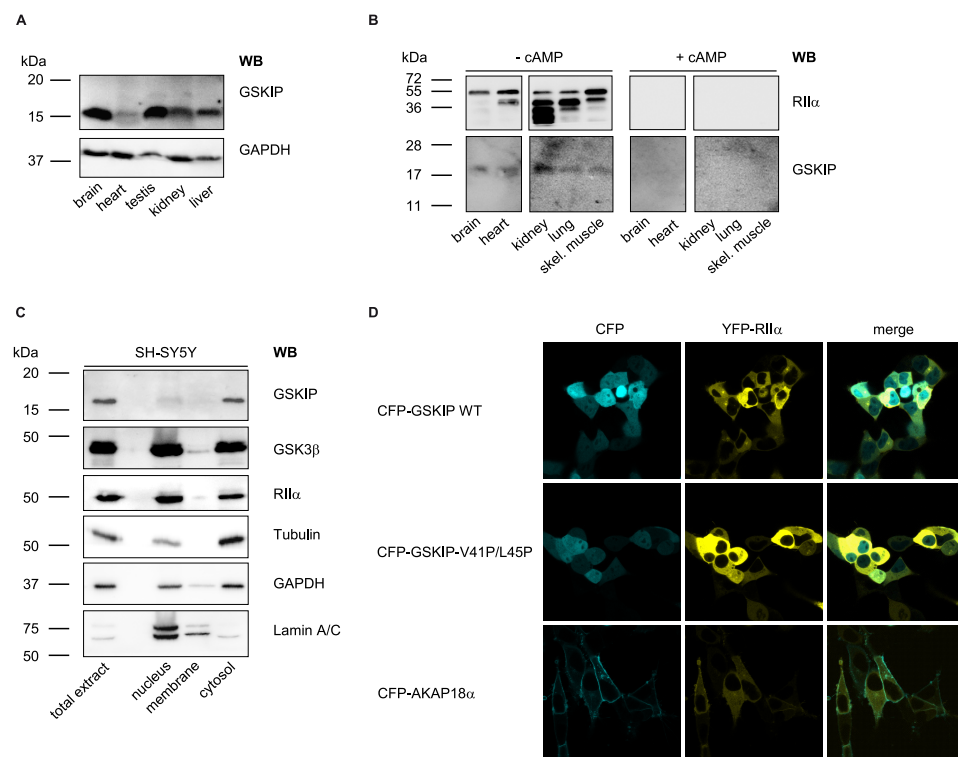 A
kDa
WB
20
GSKIP
15
GAPDH
37
brain
heart
testis
kidney
liver
B
- cAMP
+ cAMP
kDa
WB
72
55
36
RIIα
28
17
11
GSKIP
brain
heart
kidney
lung
skel. muscle
brain
heart
kidney
lung
skel. muscle
C
SH-SY5Y
kDa
WB
20
GSKIP
15
50
GSK3β
50
RIIα
50
Tubulin
37
GAPDH
75
Lamin A/C
50
total extract
nucleus
membrane
cytosol
D
CFP
YFP-RIIα
merge
CFP-GSKIP WT
CFP-GSKIP-V41P/L45P
CFP-AKAP18α